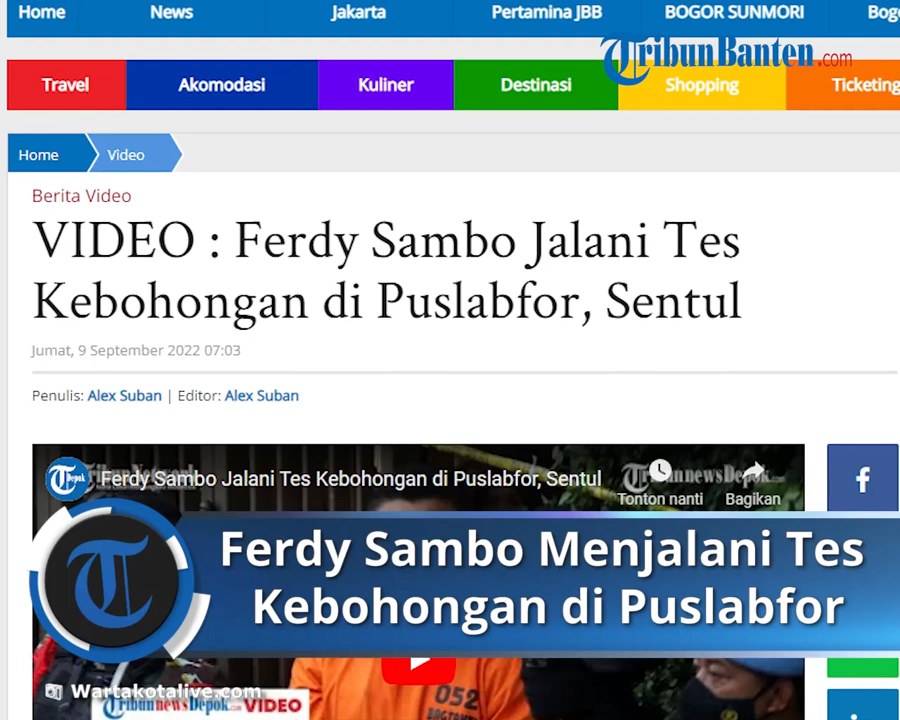 Home News Jakarta Pertamina JBB BOGOR SUNMORI
TribunBanten.com
Travel Akomodasi Kuliner Destinasi Shopping Ticketing
Home Video
Berita Video
VIDEO : Ferdy Sambo Jalani Tes
Kebohongan di Puslabfor, Sentul
Jumat, 9 September 2022 07:03
Penulis: Alex Suban | Editor: Alex Suban
Ferdy Sambo Jalani Tes Kebohongan di Puslabfor, Sentul
TribunnewsDepok.com
Tonton nanti Bagikan
Ferdy Sambo Menjalani Tes
Kebohongan di Puslabfor
052
Wartakotalive.com
TribunnewsDepok.com VIDEO